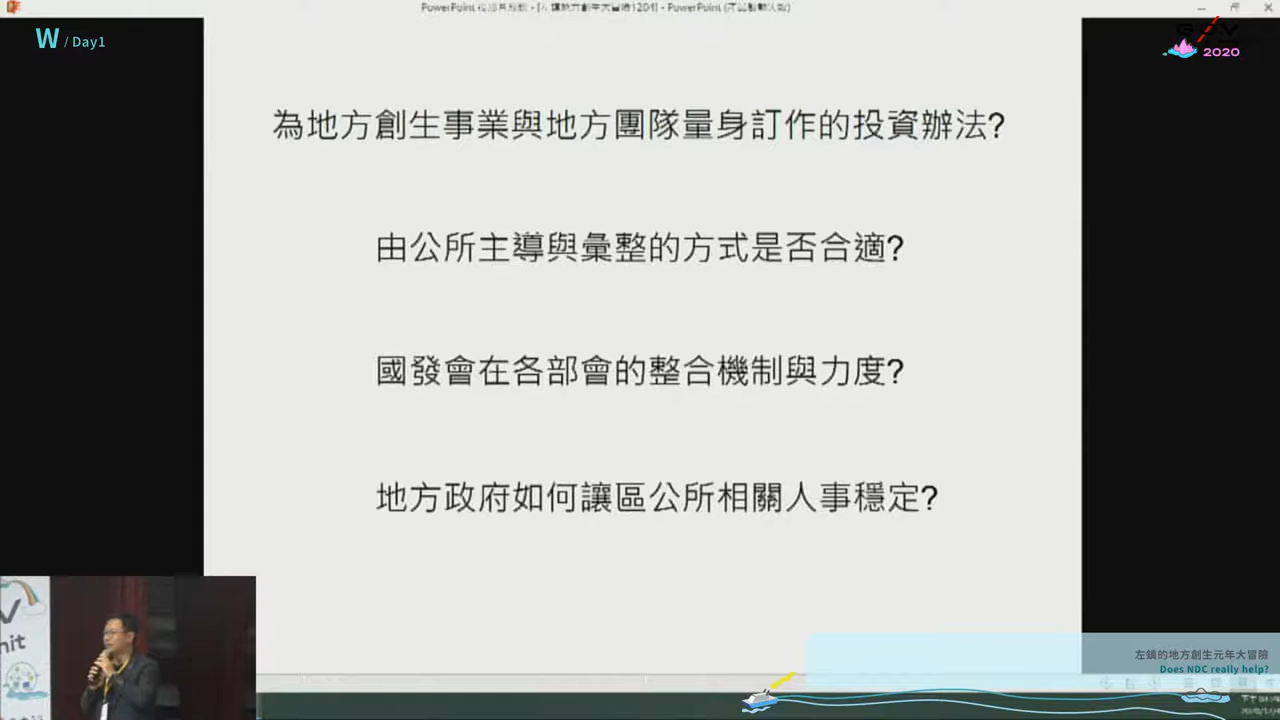 W / Day1
2020
為地方創生事業與地方團隊量身訂作的投資辦法?
由公所主導與彙整的方式是否合適?
國發會在各部會的整合機制與力度?
地方政府如何讓區公所相關人事穩定?
左鎮的地方創生元年大冒險
Does NDC really help?